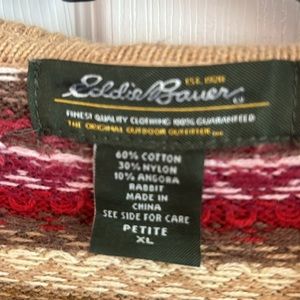 EST. 1920
Eddie Bauer
FINEST QUALITY CLOTHING 100% GUARANTEED
THE ORIGINAL OUTDOOR OUTFITTER
60% COTTON
30% NYLON
10% ANGORA
RABBIT
MADE IN
CHINA
SEE SIDE FOR CARE
PETITE
XL